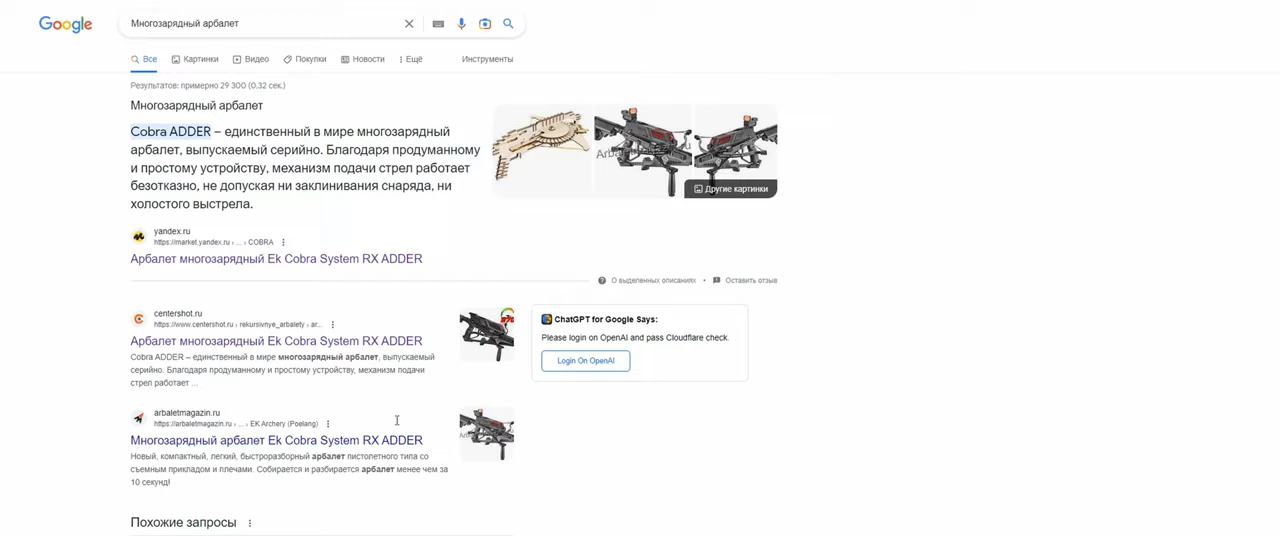 Google
Многозарядный арбалет
Все
Картинки
Видео
Покупки
Новости
Ещё
Инструменты
Результатов: примерно 29 300 (0,32 сек.)
Многозарядный арбалет
Cobra ADDER – единственный в мире многозарядный
арбалет, выпускаемый серийно. Благодаря продуманному
и простому устройству, механизм подачи стрел работает
безотказно, не допуская ни заклинивания снаряда, ни
холостого выстрела.
Другие картинки
yandex.ru
https://market.yandex.ru › ... › COBRA
Арбалет многозарядный Ek Cobra System RX ADDER
О выделенных описаниях • Оставить отзыв
centershot.ru
https://www.centershot.ru › rekursivnye_arbalety › ar...
Арбалет многозарядный Ek Cobra System RX ADDER
Cobra ADDER – единственный в мире многозарядный арбалет, выпускаемый
серийно. Благодаря продуманному и простому устройству, механизм подачи
стрел работает ...
ChatGPT for Google Says:
Please login on OpenAI and pass Cloudflare check.
Login On OpenAI
arbaletmagazin.ru
https://arbaletmagazin.ru › ... › EK Archery (Poelang)
Многозарядный арбалет Ek Cobra System RX ADDER
Новый, компактный, легкий, быстроразборный арбалет пистолетного типа со
съемным прикладом и плечами. Собирается и разбирается арбалет менее чем за
10 секунд!
Похожие запросы